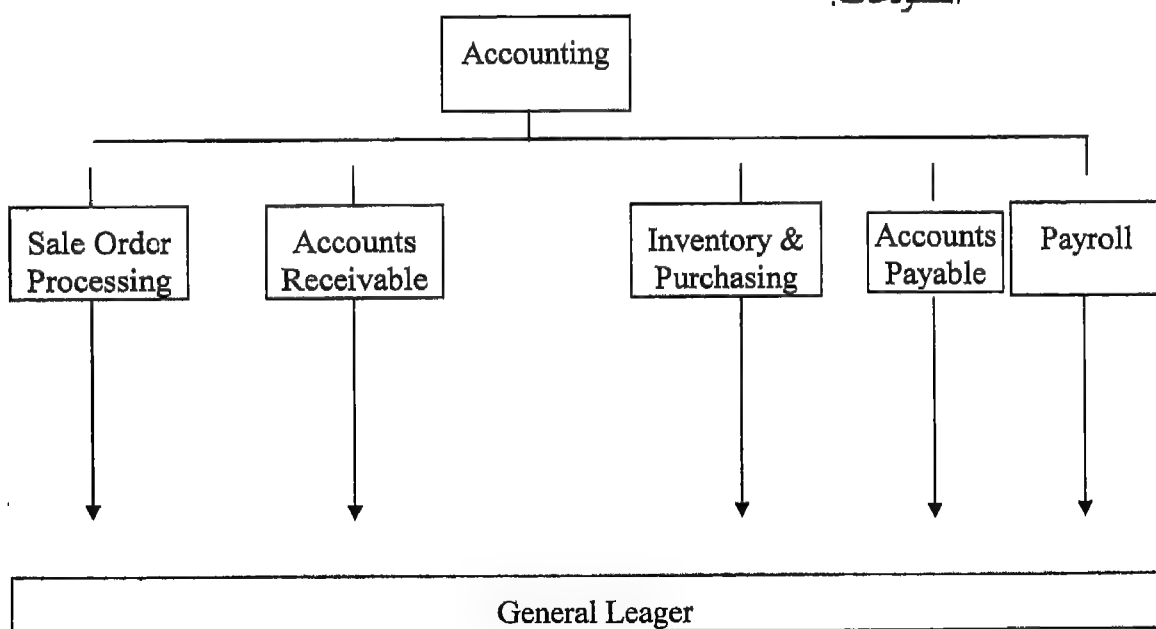 Accounting
Sale Order
Processing
Accounts
Receivable
Inventory &
Purchasing
Accounts
Payable
Payroll
General Leager